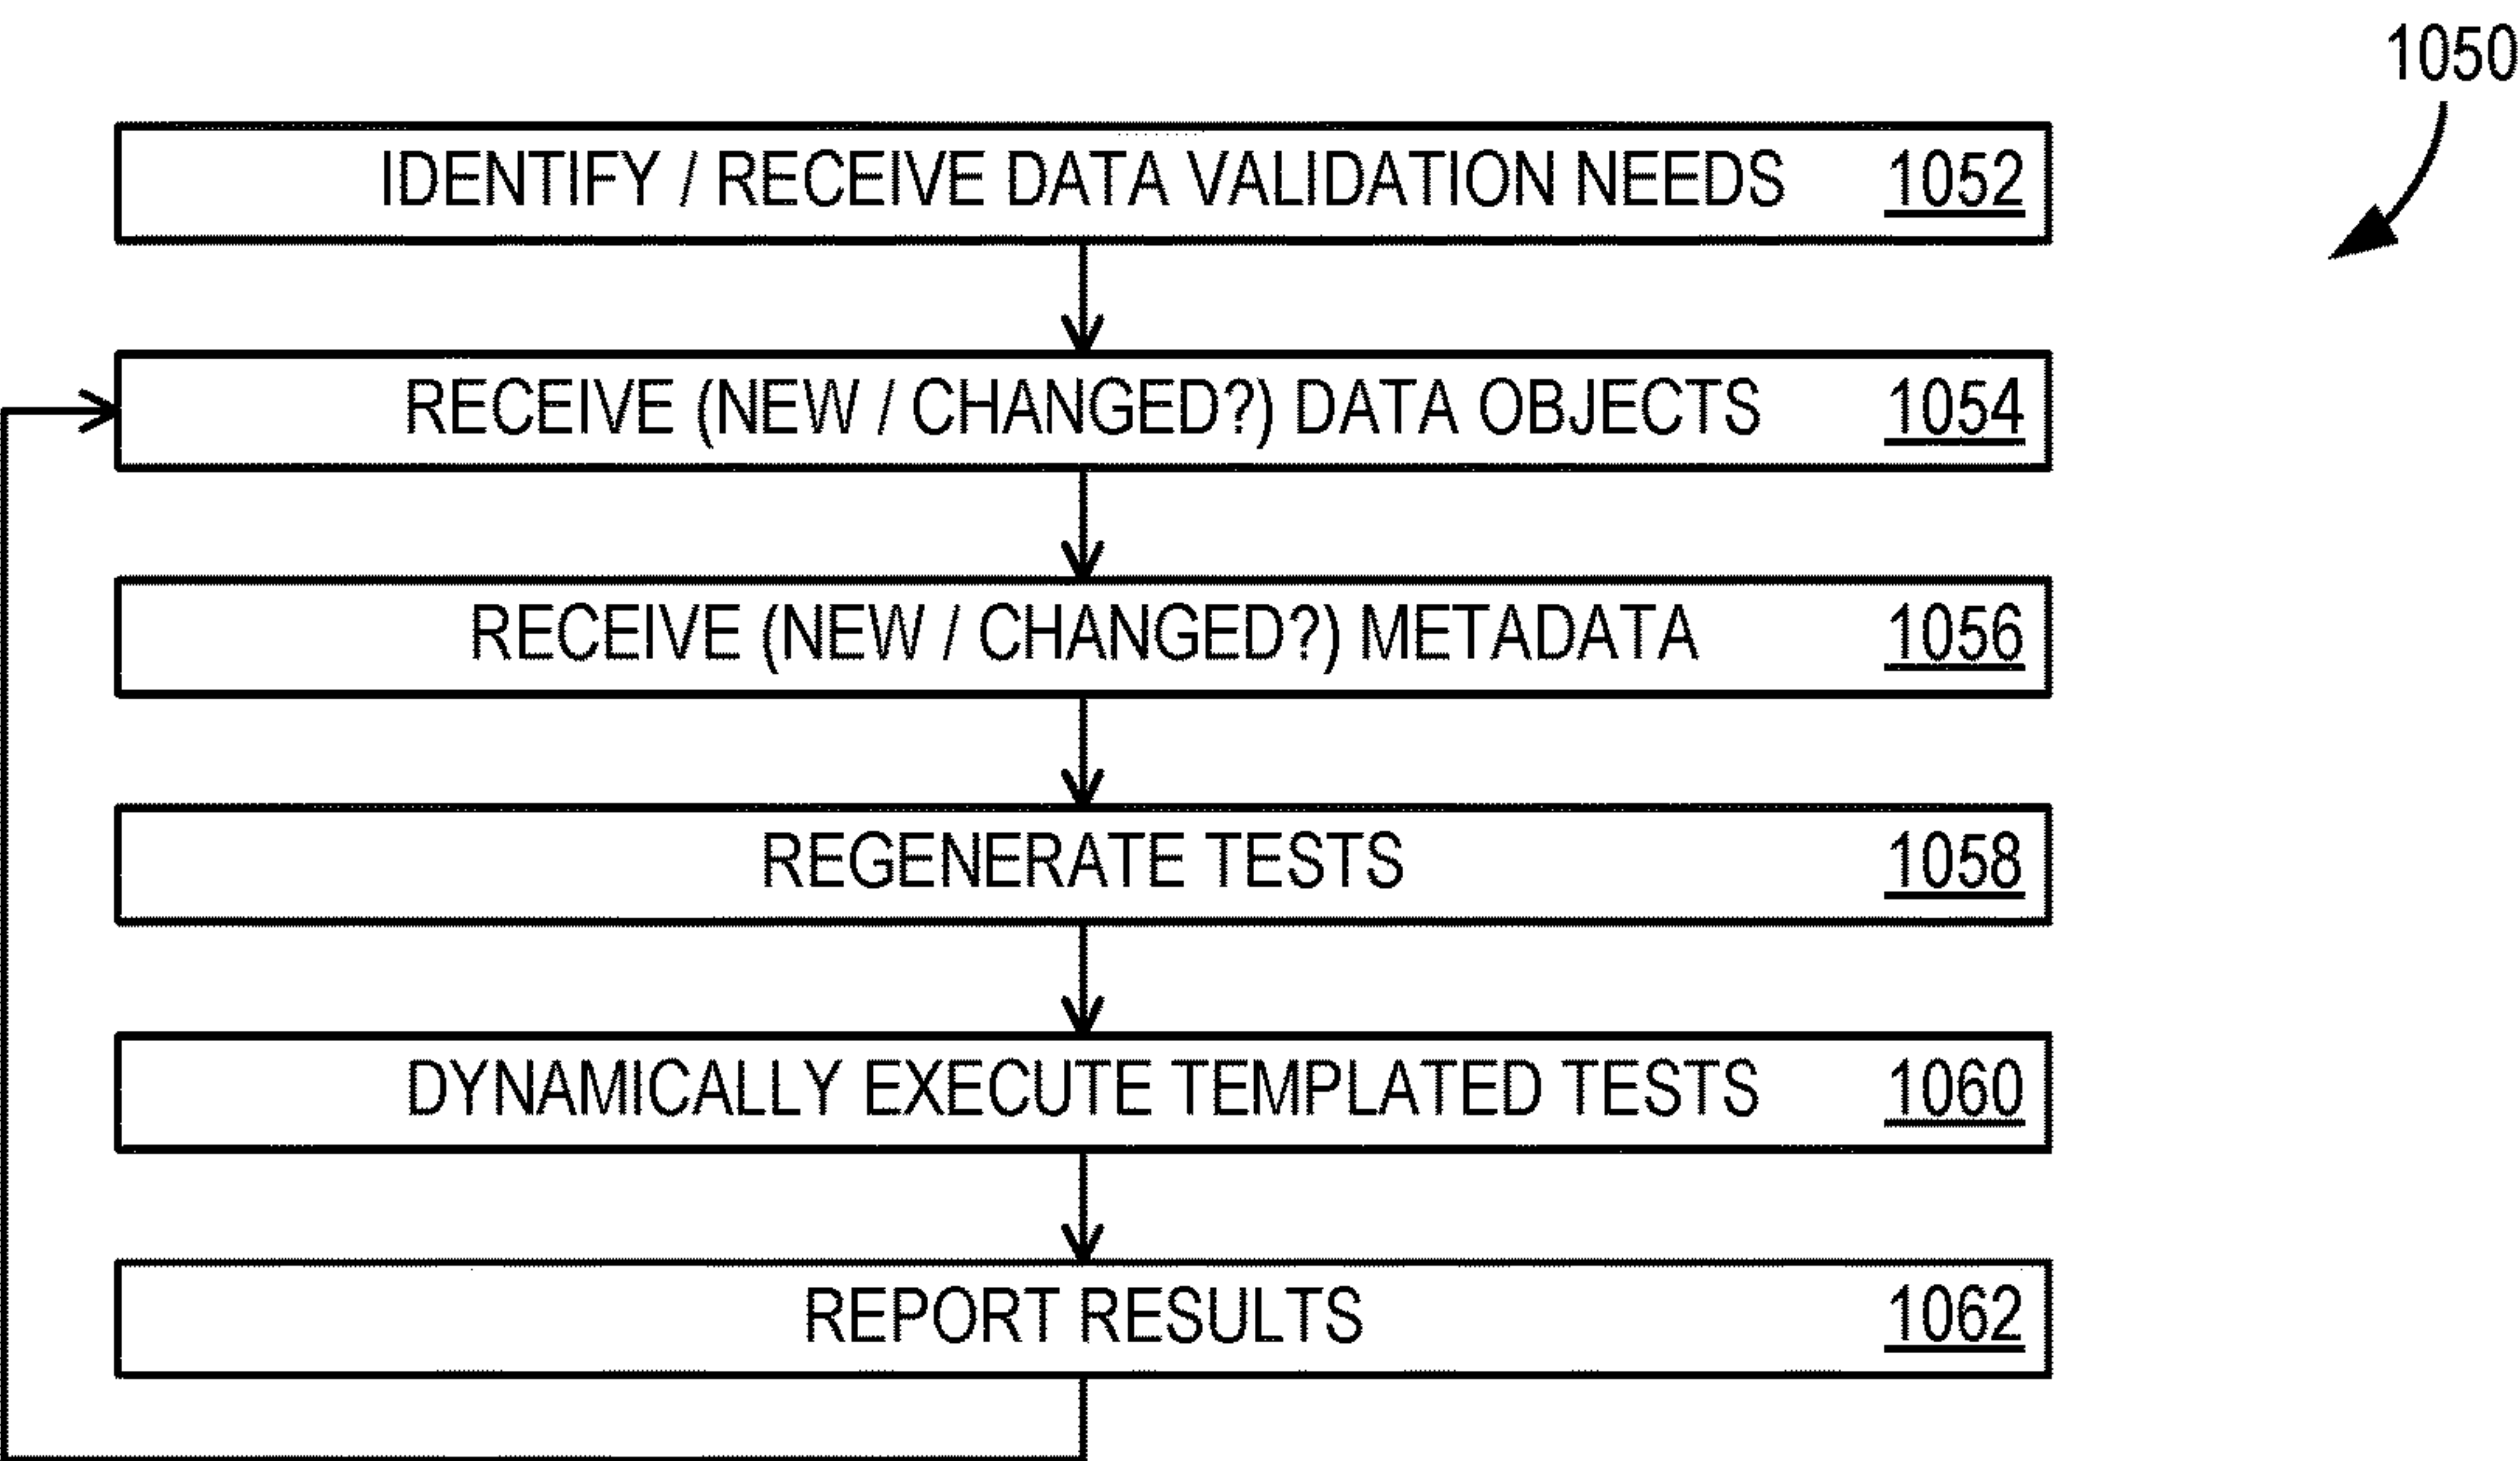 1050
IDENTIFY / RECEIVE DATA VALIDATION NEEDS 1052
RECEIVE (NEW / CHANGED?) DATA OBJECTS 1054
RECEIVE (NEW / CHANGED?) METADATA 1056
REGENERATE TESTS 1058
DYNAMICALLY EXECUTE TEMPLATED TESTS 1060
REPORT RESULTS 1062